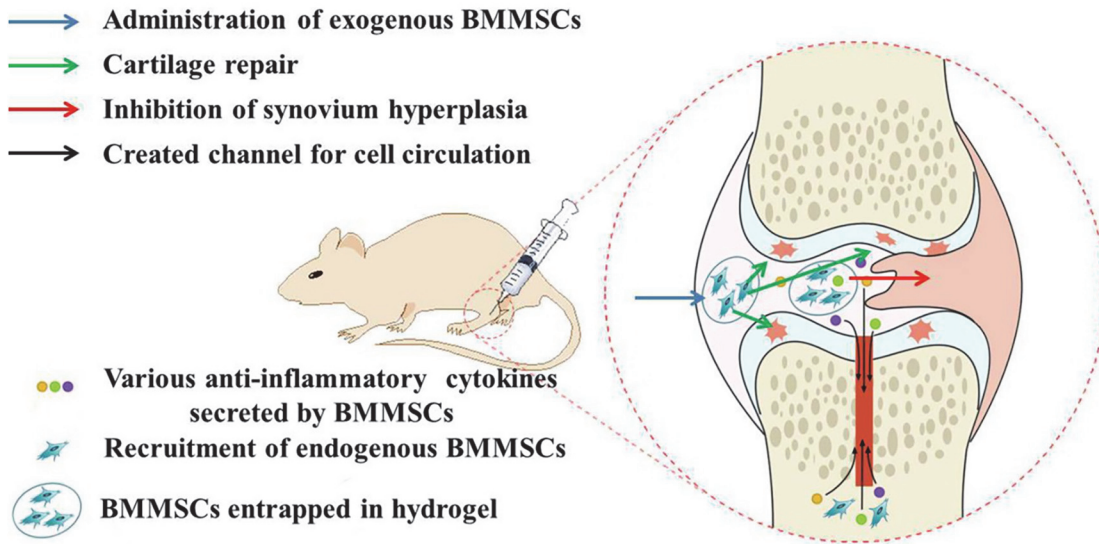 Administration of exogenous BMMSCs
Cartilage repair
Inhibition of synovium hyperplasia
Created channel for cell circulation
Various anti-inflammatory cytokines
secreted by BMMSCs
Recruitment of endogenous BMMSCs
BMMSCs entrapped in hydrogel